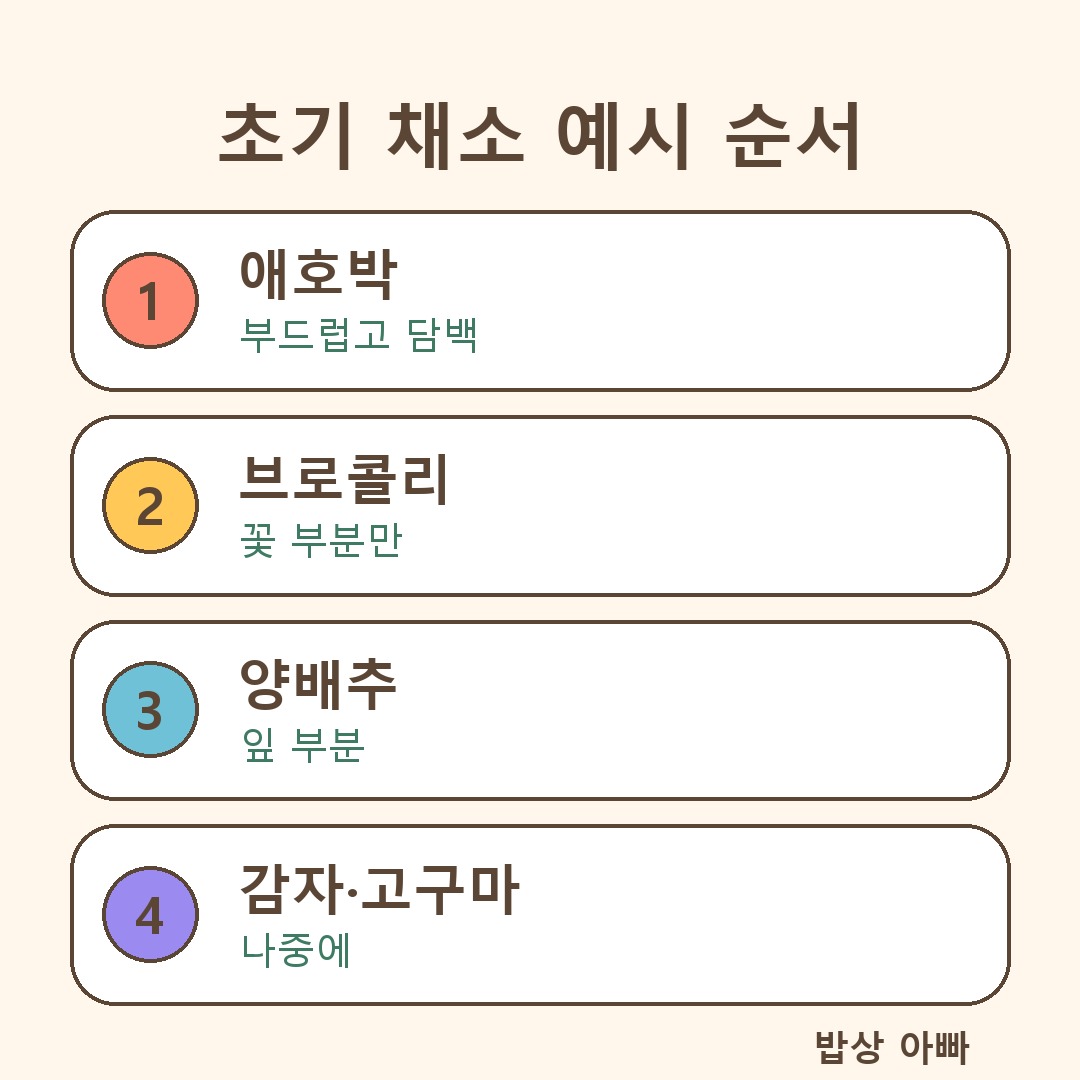 초기 채소 예시 순서
1
애호박
부드럽고 담백
2
브로콜리
꽃 부분만
3
양배추
잎 부분
4
감자·고구마
나중에
밥상 아빠